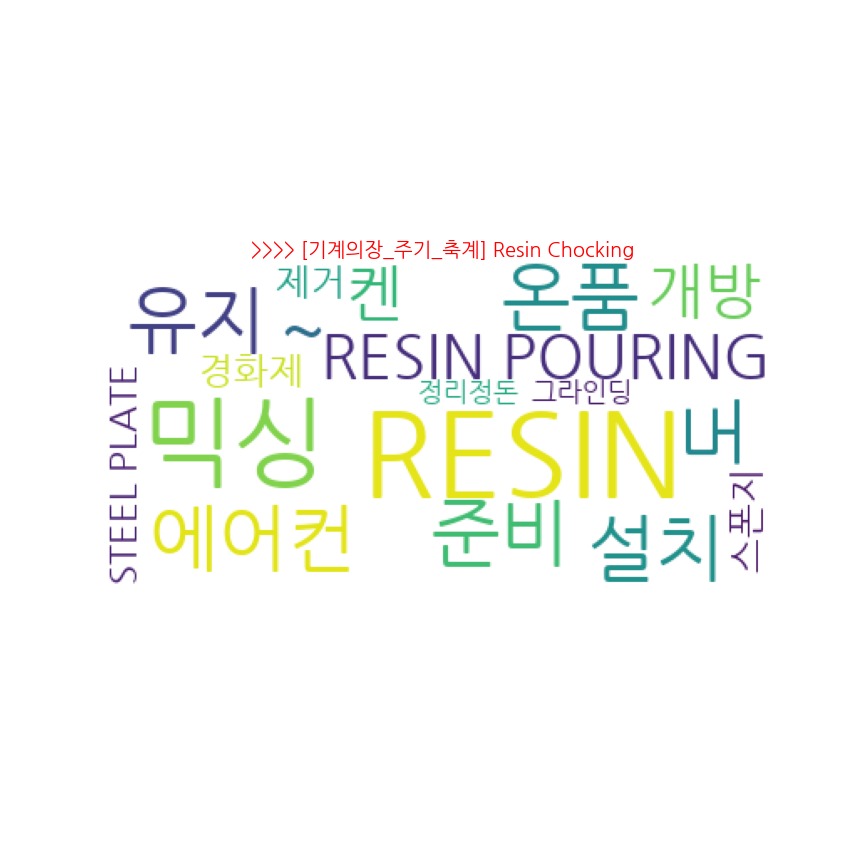 >>>> [기계의장_주기_축계] Resin Chocking
제거
켄
온품
개방
유지
~
RESIN POURING
경화제
정리정돈
그라인딩
STEEL PLATE
믹싱
RESIN
버
에어컨
준비
설치
스폰지